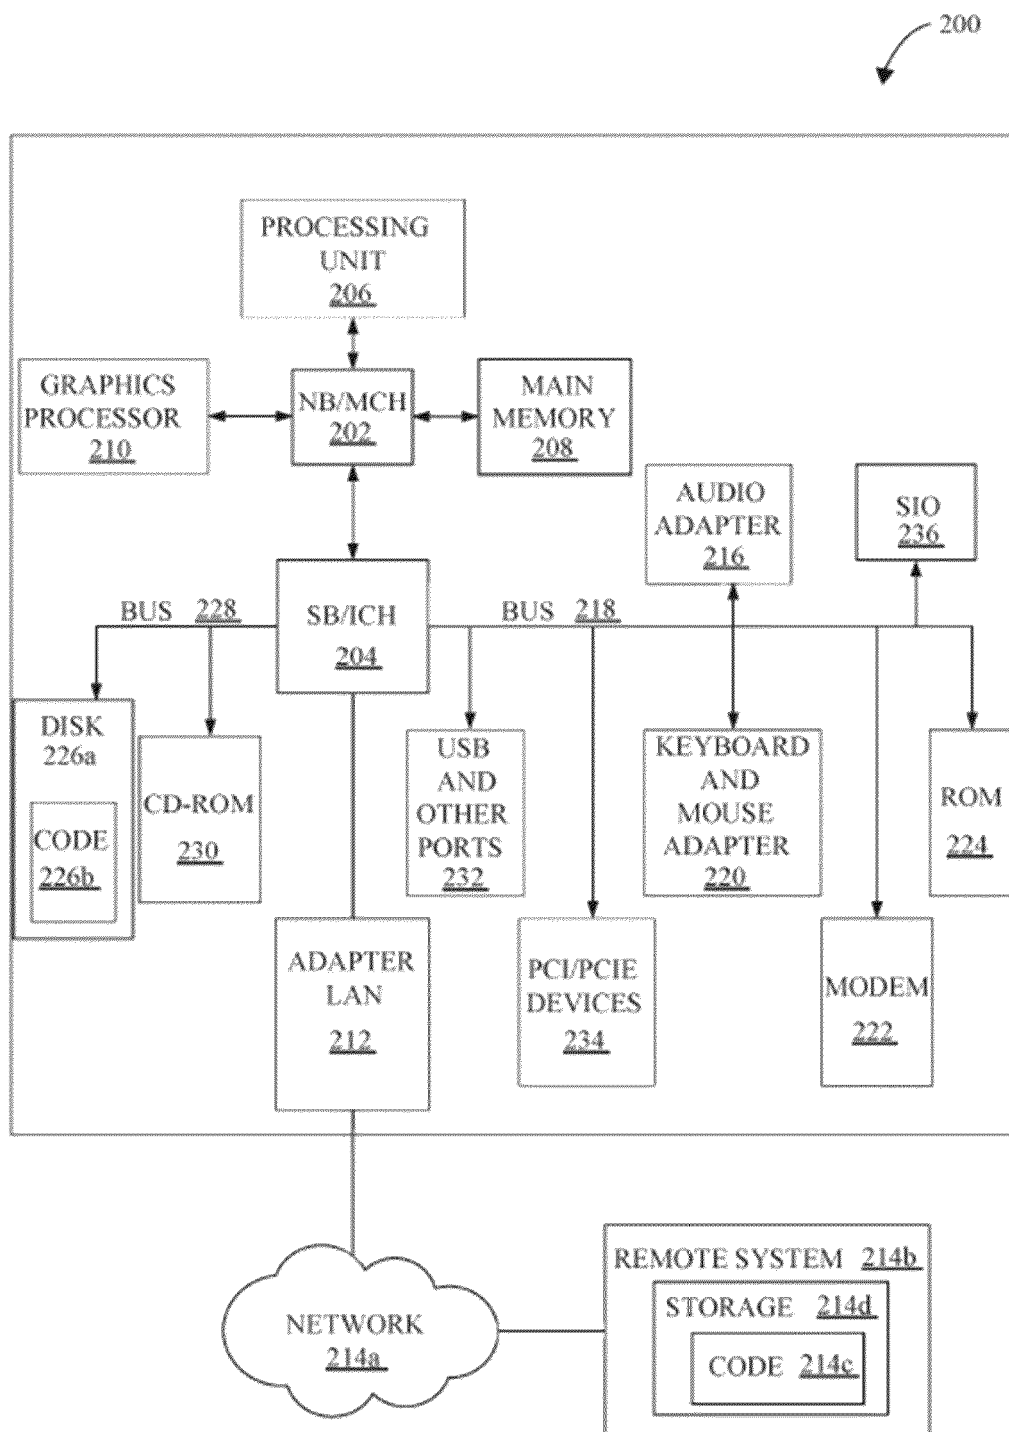 200
PROCESSING
UNIT
206
GRAPHICS
PROCESSOR
210
NB/MCH
202
MAIN
MEMORY
208
AUDIO
ADAPTER
216
SIO
236
BUS 228
SB/ICH
204
BUS 218
DISK
226a
CODE
226b
CD-ROM
230
USB
AND
OTHER
PORTS
232
KEYBOARD
AND
MOUSE
ADAPTER
220
ROM
224
ADAPTER
LAN
212
PCI/PCIE
DEVICES
234
MODEM
222
NETWORK
214a
REMOTE SYSTEM 214b
STORAGE 214d
CODE 214c